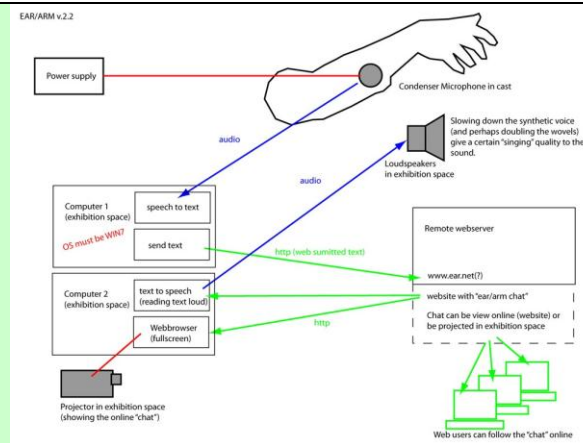 EAR/ARM v.2.2
Power supply
Condenser Microphone in cast
audio
Slowing down the synthetic voice
(and perhaps doubling the wovels)
give a certain "singing" quality to the
sound.
Loudspeakers
in exhibition space
audio
Computer 1
(exhibition space)
speech to text
OS must be WIN?
send text
http (web sumitted text)
Remote webserver
www.ear.net(?)
Computer 2
(exhibition space)
text to speech
(reading text loud)
website with "ear/arm chat"
Chat can be view online (website) or
be projected in exhibition space
http
Webbrowser
(fullscreen)
Projector in exhibition space
(showing the online "chat")
Web users can follow the "chat" online